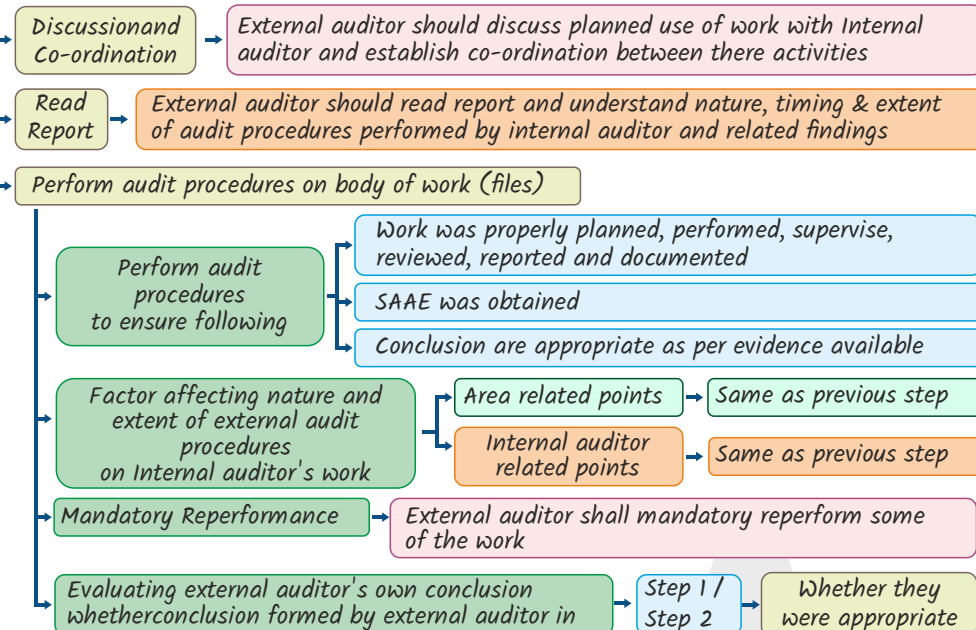 Discussionand
Co-ordination
External auditor should discuss planned use of work with Internal
auditor and establish co-ordination between there activities
Read
Report
External auditor should read report and understand nature, timing & extent
of audit procedures performed by internal auditor and related findings
Perform audit procedures on body of work (files)
Perform audit
procedures
to ensure following
Work was properly planned, performed, supervise,
reviewed, reported and documented
SAAE was obtained
Conclusion are appropriate as per evidence available
Factor affecting nature and
extent of external audit
procedures
on Internal auditor's work
Area related points
Same as previous step
Internal auditor
related points
Same as previous step
Mandatory Reperformance
External auditor shall mandatory reperform some
of the work
Evaluating external auditor's own conclusion
whetherconclusion formed by external auditor in
Step 1 /
Step 2
Whether they
were appropriate